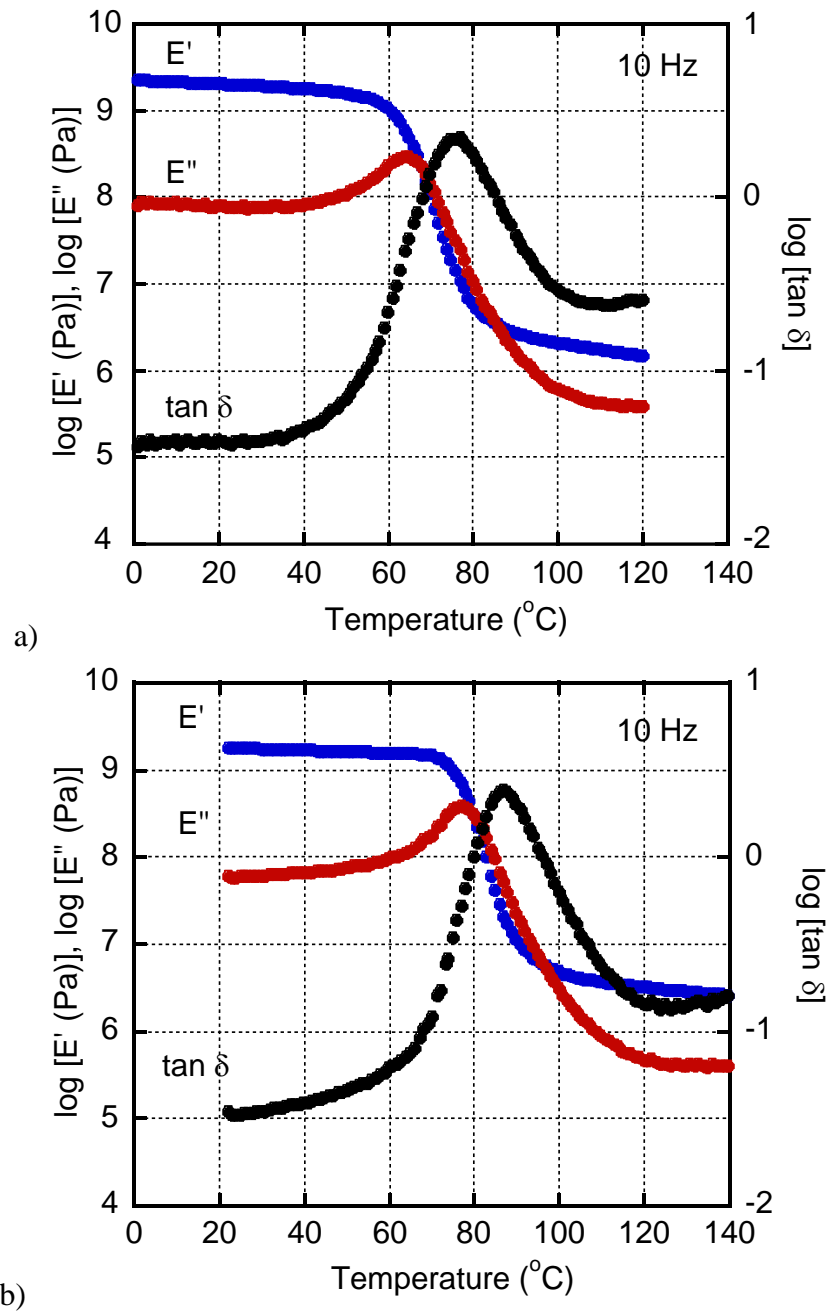 10
9
8
7
6
5
4
log [E' (Pa)], log [E" (Pa)]
E'
E"
tan δ
10 Hz
1
0
-1
-2
log [tan δ]
0 20 40 60 80 100 120 140
Temperature (°C)
a)
10
9
8
7
6
5
4
log [E' (Pa)], log [E" (Pa)]
E'
E"
tan δ
10 Hz
1
0
-1
-2
log [tan δ]
0 20 40 60 80 100 120 140
Temperature (°C)
b)